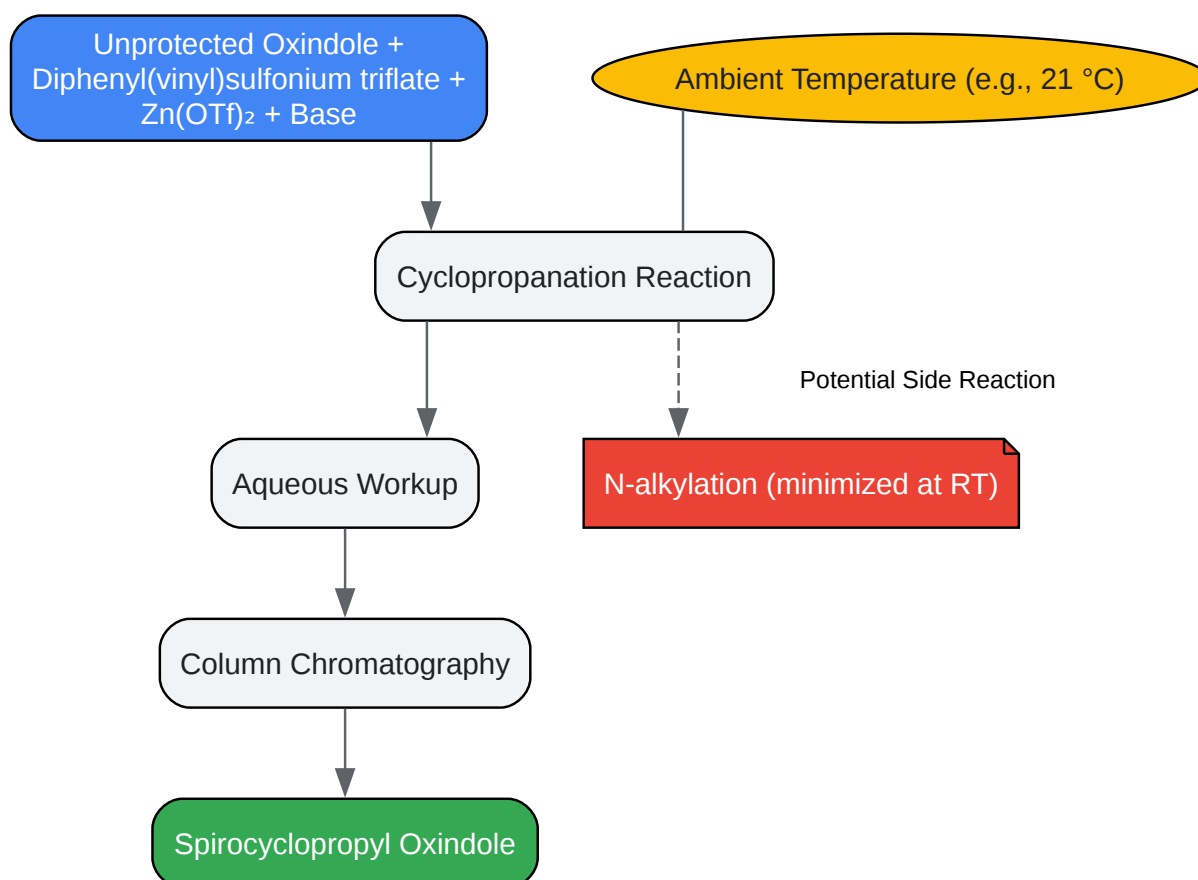 Unprotected Oxindole +
Diphenyl(vinyl)sulfonium triflate +
Zn(OTf)₂ + Base
Ambient Temperature (e.g., 21 °C)
Cyclopropanation Reaction
Potential Side Reaction
Aqueous Workup
N-alkylation (minimized at RT)
Column Chromatography
Spirocyclopropyl Oxindole